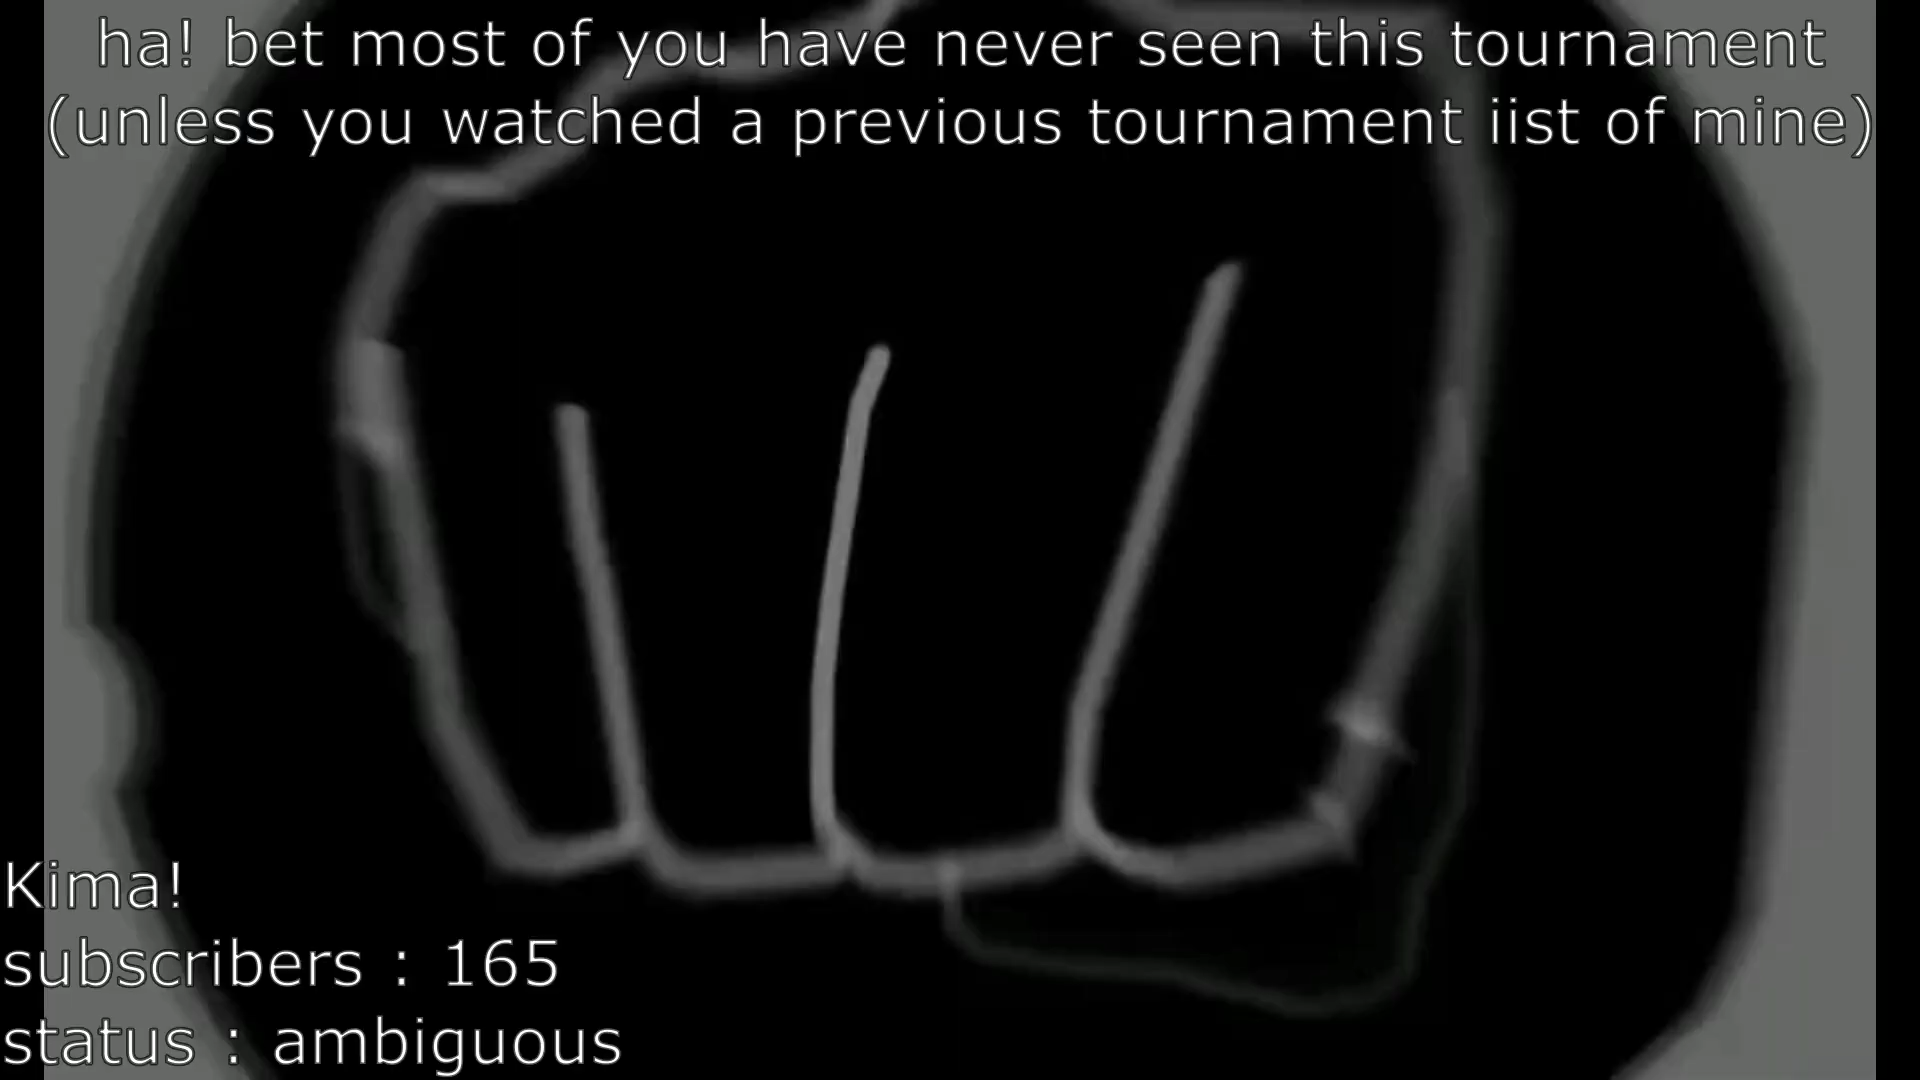 ha! bet most of you have never seen this tournament
(unless you watched a previous tournament iist of mine)
Kima!
subscribers : 165
status : ambiguous